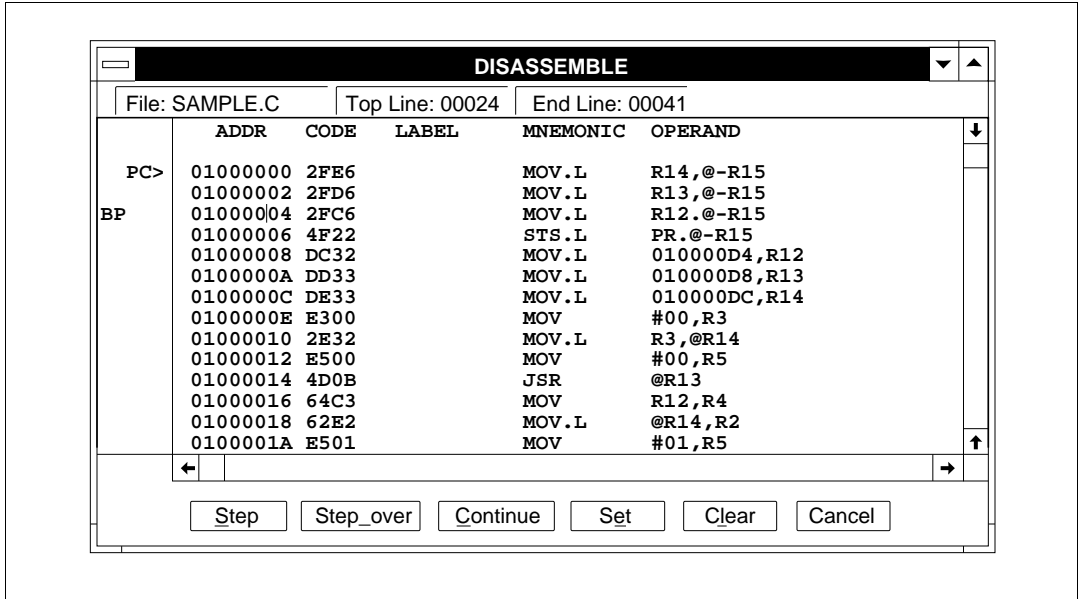 DISASSEMBLE
File: SAMPLE.C Top Line: 00024 End Line: 00041
ADDR CODE LABEL MNEMONIC OPERAND
PC> 01000000 2FE6 MOV.L R14,@-R15
01000002 2FD6 MOV.L R13,@-R15
BP 01000004 2FC6 MOV.L R12.@-R15
01000006 4F22 STS.L PR.@-R15
01000008 DC32 MOV.L 010000D4,R12
0100000A DD33 MOV.L 010000D8,R13
0100000C DE33 MOV.L 010000DC,R14
0100000E E300 MOV #00,R3
01000010 2E32 MOV.L R3,@R14
01000012 E500 MOV #00,R5
01000014 4D0B JSR @R13
01000016 64C3 MOV R12,R4
01000018 62E2 MOV.L @R14,R2
0100001A E501 MOV #01,R5
Step Step_over Continue Set Clear Cancel